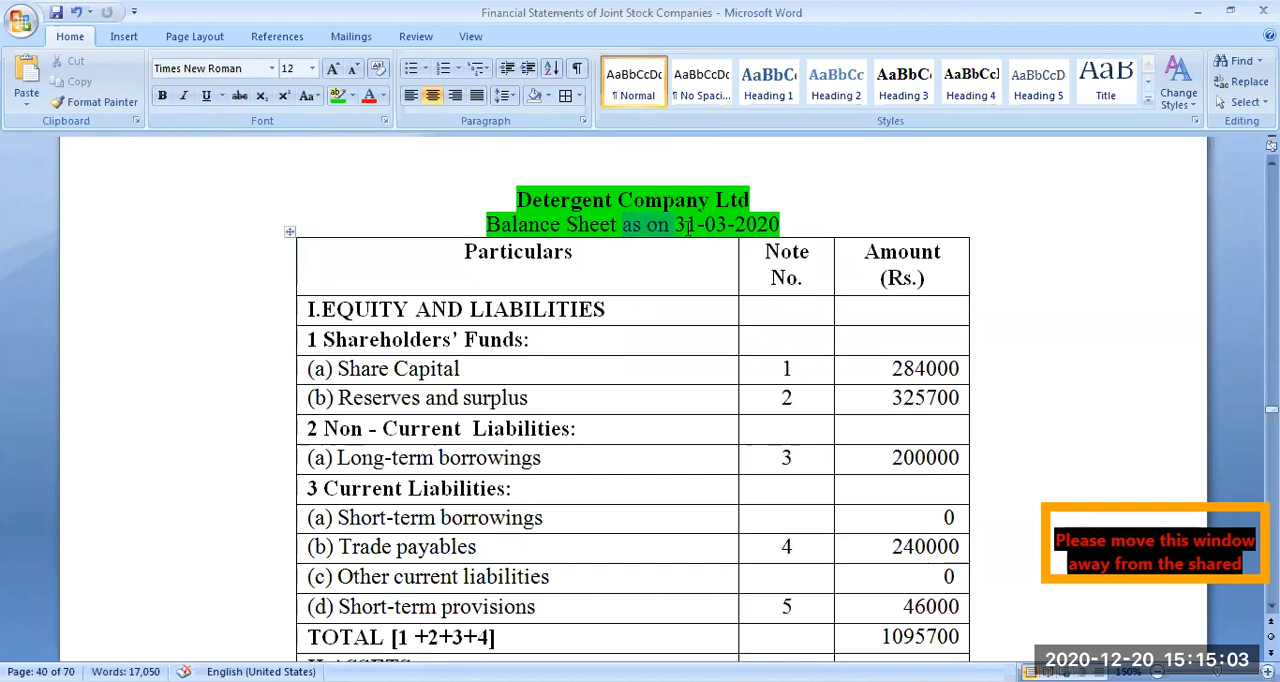 Financial Statements of Joint Stock Companies - Microsoft Word
Home Insert Page Layout References Mailings Review View
Paste
Cut
Copy
Format Painter
Clipboard
Times New Roman 12
Font
Paragraph
AaBbCcDc AaBbCcDc AaBbC AaBbCc AaBbCc AaBbCcI AaBbCcD AaB
¶ Normal ¶ No Spaci... Heading 1 Heading 2 Heading 3 Heading 4 Heading 5 Title
Change
Styles
Styles
Find
Replace
Select
Editing
Detergent Company Ltd
Balance Sheet as on 31-03-2020
Particulars Note No. Amount (Rs.)
I.EQUITY AND LIABILITIES
1 Shareholders’ Funds:
(a) Share Capital 1 284000
(b) Reserves and surplus 2 325700
2 Non - Current Liabilities:
(a) Long-term borrowings 3 200000
3 Current Liabilities:
(a) Short-term borrowings 0
(b) Trade payables 4 240000
(c) Other current liabilities 0
(d) Short-term provisions 5 46000
TOTAL [1 +2+3+4] 1095700
Please move this window
away from the shared
2020-12-20 15:15:03
Page: 40 of 70 Words: 17,050 English (United States) 150%